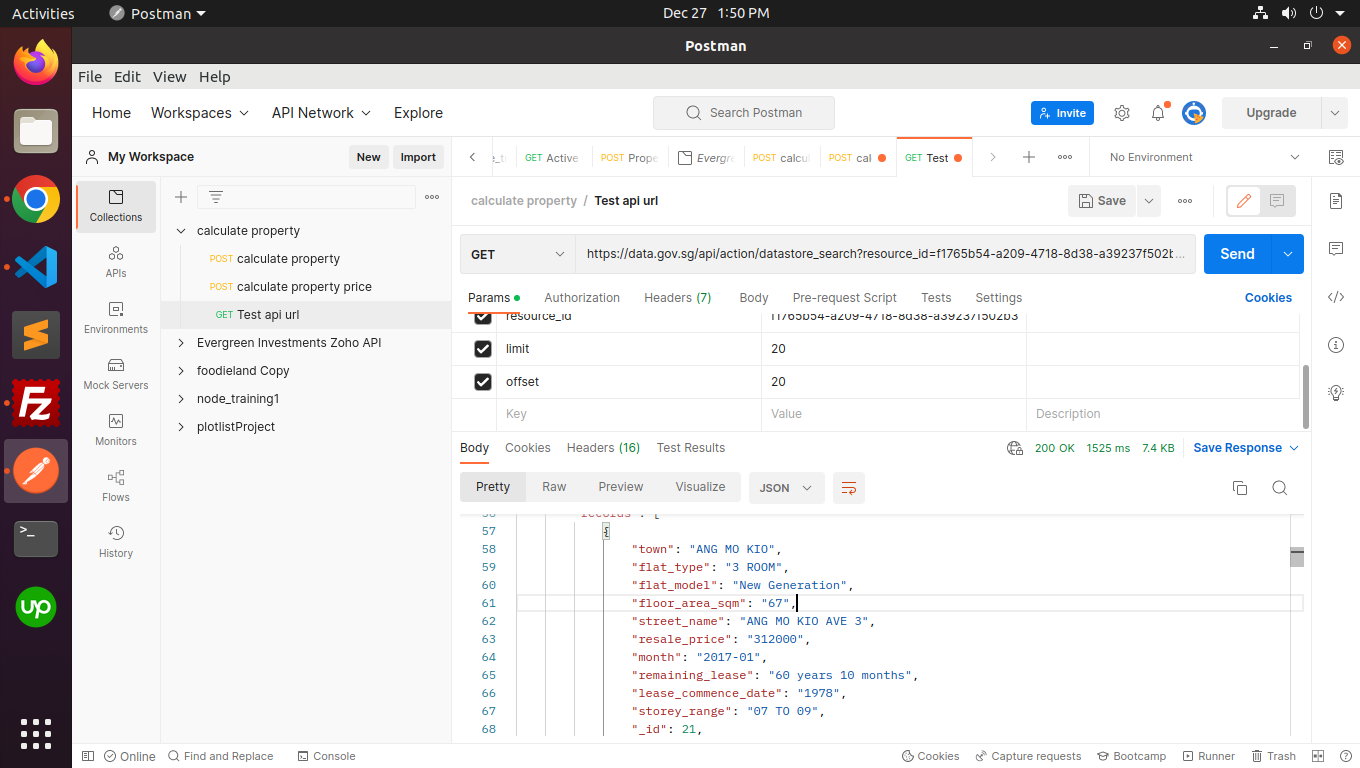 Activities Postman Dec 27 1:50 PM
Postman
File Edit View Help
Home Workspaces API Network Explore Search Postman Invite Upgrade
My Workspace New Import GET Active POST Prope Evergr POST calcul POST cal GET Test No Environment
Collections
APIs
Environments
Mock Servers
Monitors
Flows
History
calculate property
POST calculate property
POST calculate property price
GET Test api url
Evergreen Investments Zoho API
foodieland Copy
node_training1
plotlistProject
calculate property / Test api url Save
GET https://data.gov.sg/api/action/datastore_search?resource_id=f1765b54-a209-4718-8d38-a39237f502b... Send
Params Authorization Headers (7) Body Pre-request Script Tests Settings Cookies
resource_id f1765b54-a209-4718-8d38-a39237f502b3
limit 20
offset 20
Key Value Description
Body Cookies Headers (16) Test Results 200 OK 1525 ms 7.4 KB Save Response
Pretty Raw Preview Visualize JSON
56 "records": [
57 {
58 "town": "ANG MO KIO",
59 "flat_type": "3 ROOM",
60 "flat_model": "New Generation",
61 "floor_area_sqm": "67",
62 "street_name": "ANG MO KIO AVE 3",
63 "resale_price": "312000",
64 "month": "2017-01",
65 "remaining_lease": "60 years 10 months",
66 "lease_commence_date": "1978",
67 "storey_range": "07 TO 09",
68 "_id": 21,
Online Find and Replace Console Cookies Capture requests Bootcamp Runner Trash